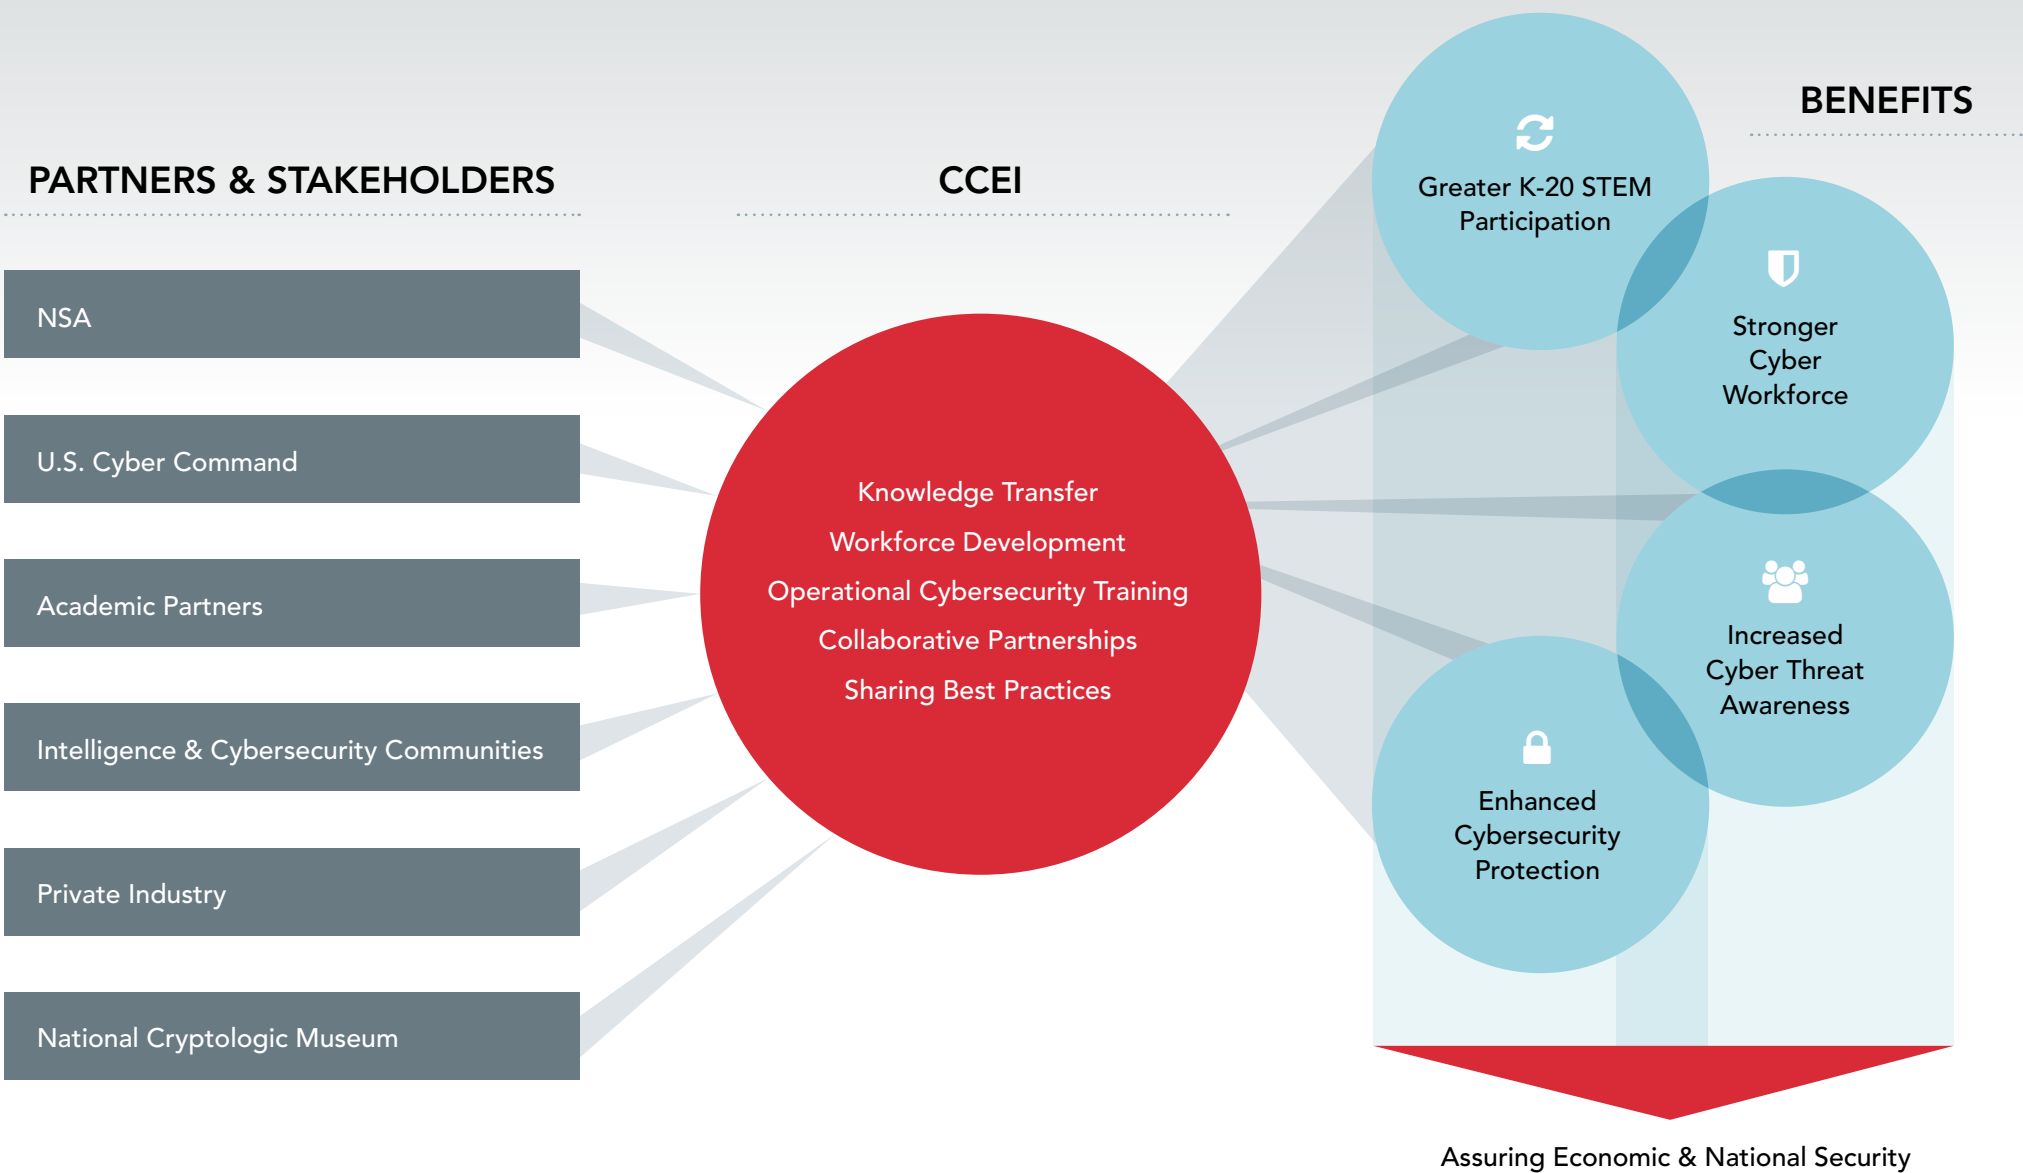 PARTNERS & STAKEHOLDERS
NSA
U.S. Cyber Command
Academic Partners
Intelligence & Cybersecurity Communities
Private Industry
National Cryptologic Museum
CCEI
Knowledge Transfer
Workforce Development
Operational Cybersecurity Training
Collaborative Partnerships
Sharing Best Practices
BENEFITS
Greater K-20 STEM
Participation
Stronger
Cyber
Workforce
Increased
Cyber Threat
Awareness
Enhanced
Cybersecurity
Protection
Assuring Economic & National Security